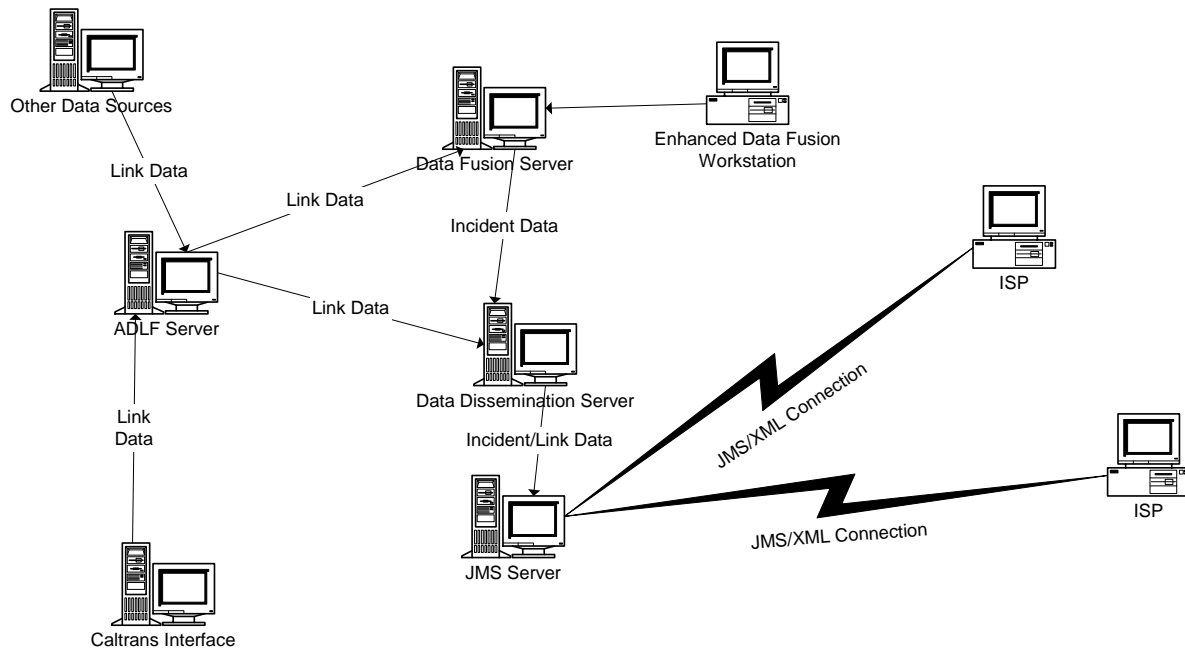 Other Data Sources
Link Data
Data Fusion Server
Enhanced Data Fusion
Workstation
Link Data
Incident Data
ISP
ADLF Server
Link Data
Data Dissemination Server
JMS/XML Connection
Link
Data
Incident/Link Data
ISP
JMS/XML Connection
JMS Server
Caltrans Interface